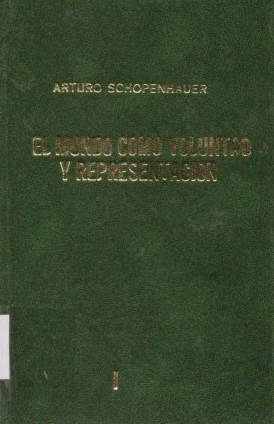 ARTURO SCHOPENHAUER
EL MUNDO COMO VOLUNTAD
Y REPRESENTACION
I